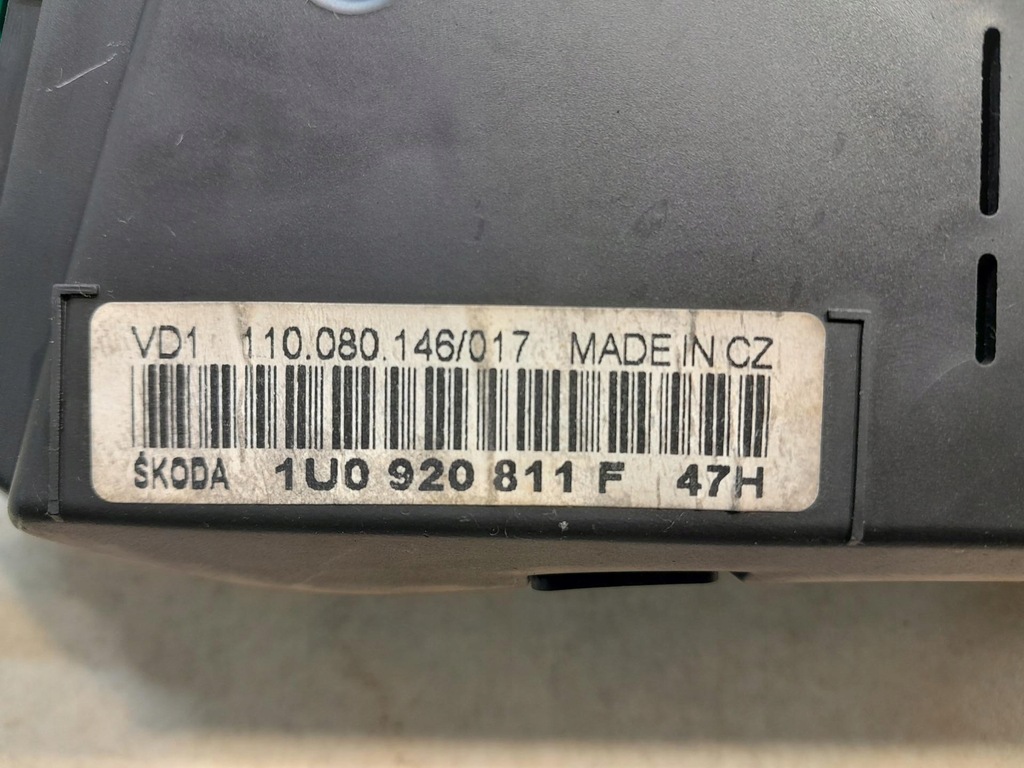 VD1 110.080.146/017 MADE IN CZ
ŠKODA 1U0 920 811 F 47H